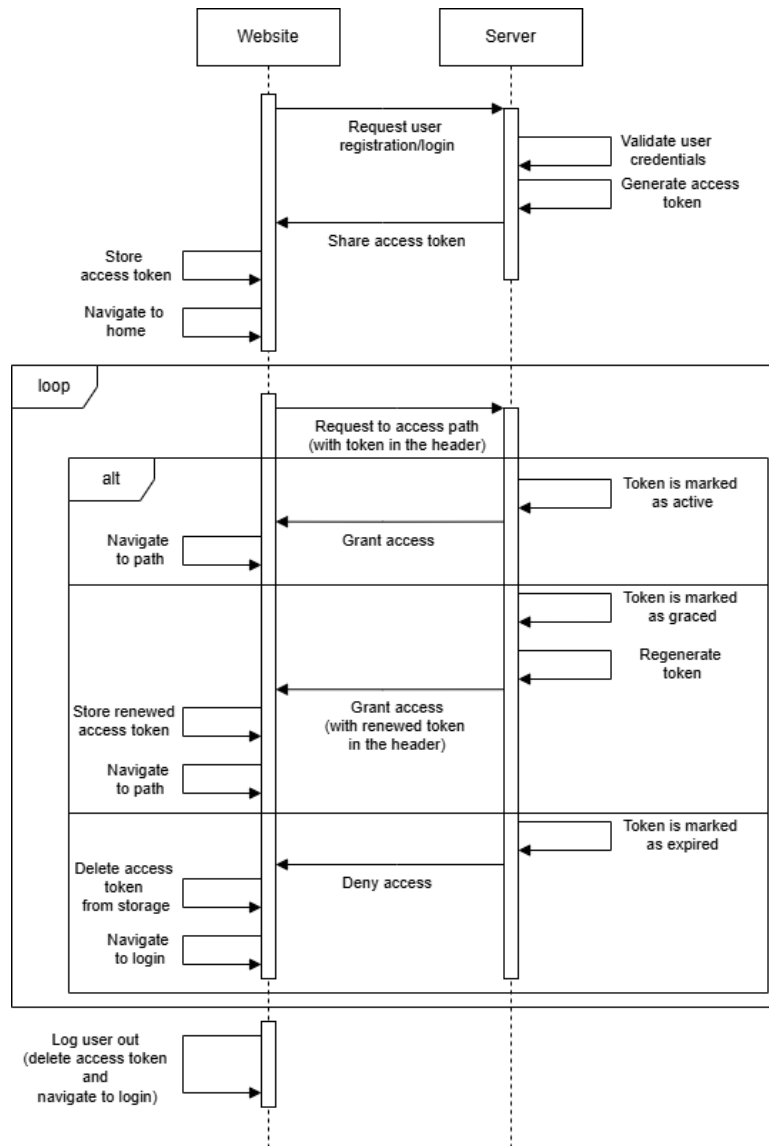 Website
Server
Request user
registration/login
Validate user
credentials
Generate access
token
Share access token
Store
access token
Navigate to
home
loop
Request to access path
(with token in the header)
alt
Token is marked
as active
Grant access
Navigate
to path
Token is marked
as graced
Regenerate
token
Grant access
(with renewed token
in the header)
Store renewed
access token
Navigate
to path
Token is marked
as expired
Deny access
Delete access
token
from storage
Navigate
to login
Log user out
(delete access token
and
navigate to login)